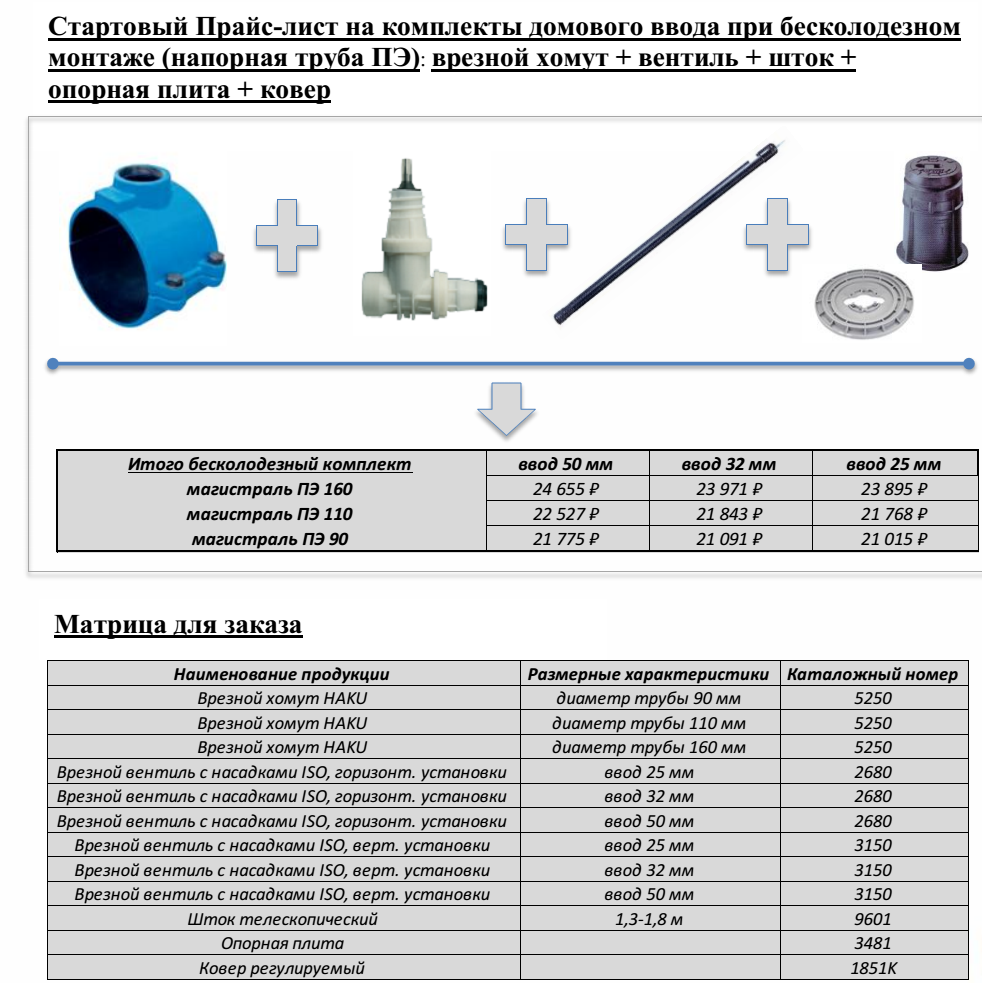 Стартовый Прайс-лист на комплекты домового ввода при бесколодезном
монтаже (напорная труба ПЭ): врезной хомут + вентиль + шток +
опорная плита + ковер
Итого бесколодезный комплект ввод 50 мм ввод 32 мм ввод 25 мм
магистраль ПЭ 160 24 655 ₽ 23 971 ₽ 23 895 ₽
магистраль ПЭ 110 22 527 ₽ 21 843 ₽ 21 768 ₽
магистраль ПЭ 90 21 775 ₽ 21 091 ₽ 21 015 ₽
Матрица для заказа
Наименование продукции Размерные характеристики Каталожный номер
Врезной хомут HAKU диаметр трубы 90 мм 5250
Врезной хомут HAKU диаметр трубы 110 мм 5250
Врезной хомут HAKU диаметр трубы 160 мм 5250
Врезной вентиль с насадками ISO, горизонт. установки ввод 25 мм 2680
Врезной вентиль с насадками ISO, горизонт. установки ввод 32 мм 2680
Врезной вентиль с насадками ISO, горизонт. установки ввод 50 мм 2680
Врезной вентиль с насадками ISO, верт. установки ввод 25 мм 3150
Врезной вентиль с насадками ISO, верт. установки ввод 32 мм 3150
Врезной вентиль с насадками ISO, верт. установки ввод 50 мм 3150
Шток телескопический 1,3-1,8 м 9601
Опорная плита 3481
Ковер регулируемый 1851К